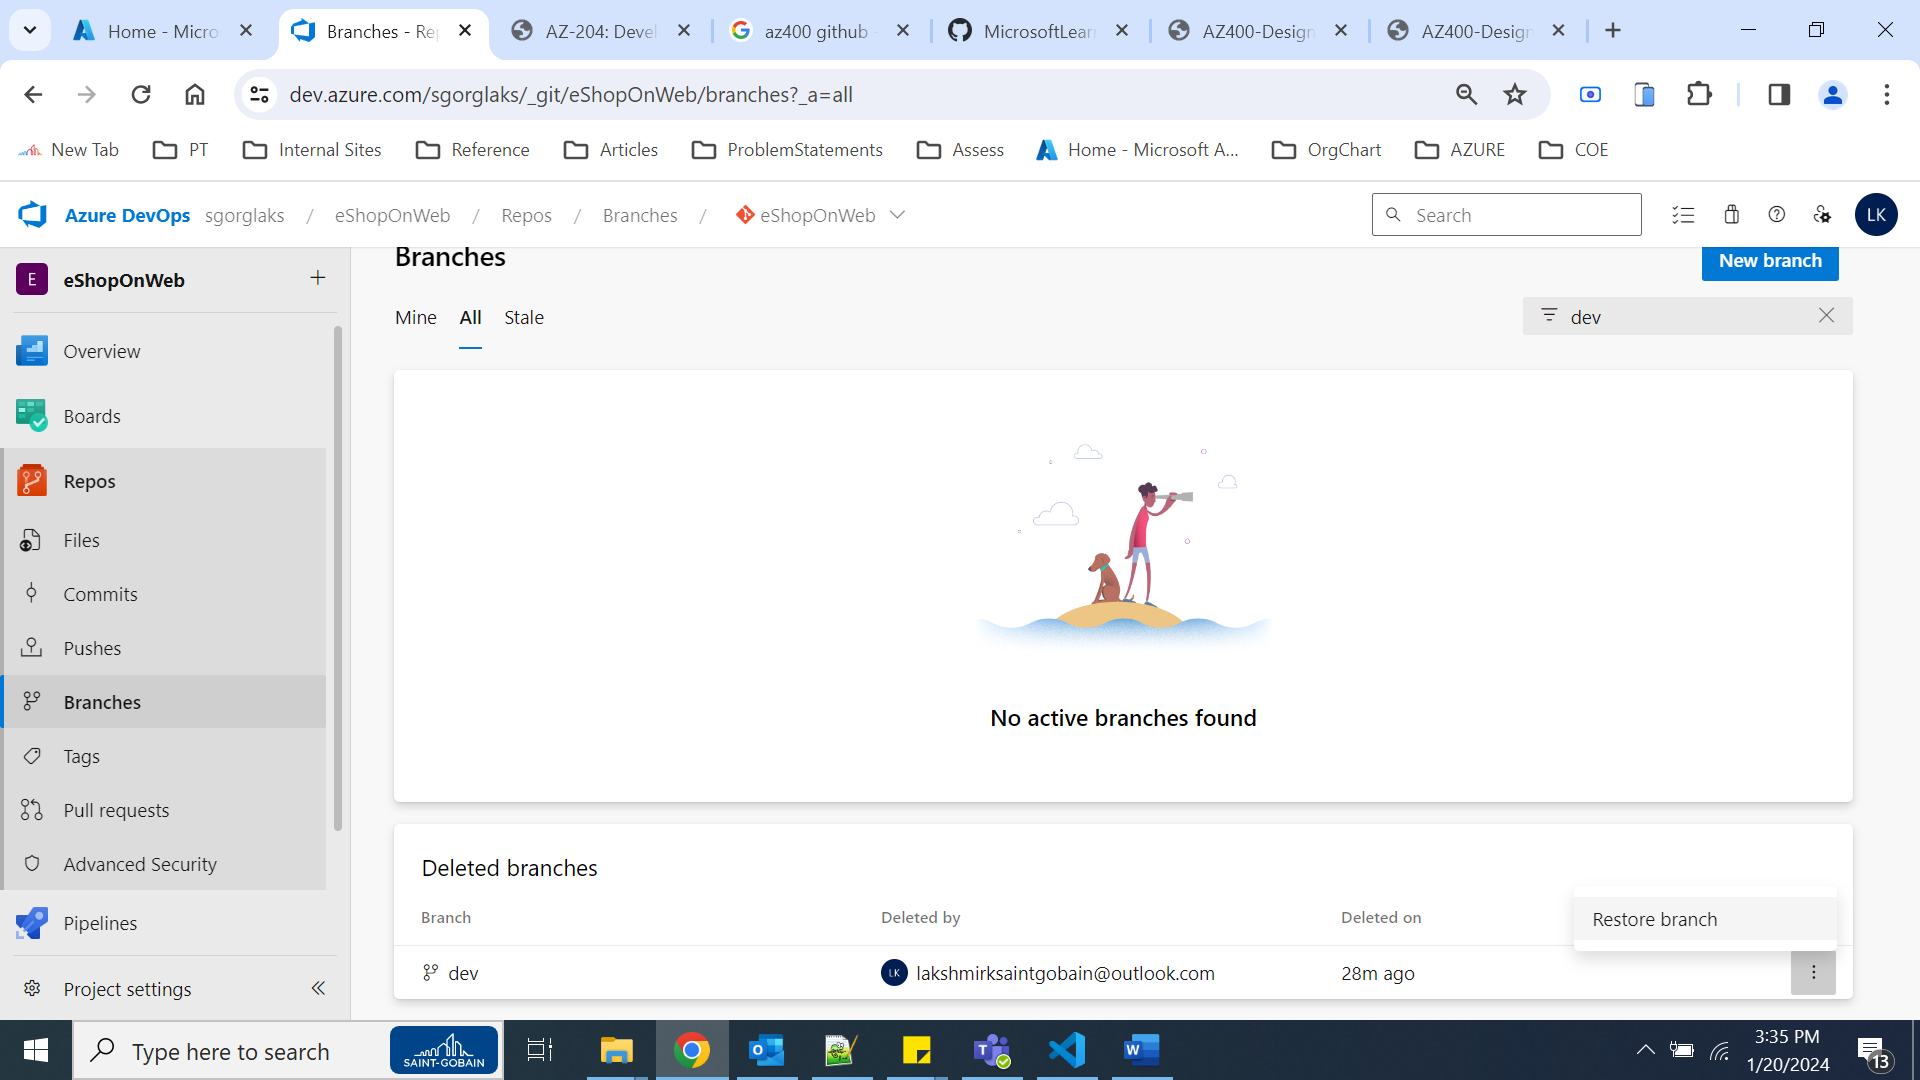 Home - Micro
Branches - Rep
AZ-204: Devel
az400 github -
MicrosoftLearn
AZ400-Design
AZ400-Design
dev.azure.com/sgorglaks/_git/eShopOnWeb/branches?_a=all
New Tab
PT
Internal Sites
Reference
Articles
ProblemStatements
Assess
Home - Microsoft A...
OrgChart
AZURE
COE
Azure DevOps sgorglaks / eShopOnWeb / Repos / Branches / eShopOnWeb
Search
LK
E eShopOnWeb
Overview
Boards
Repos
Files
Commits
Pushes
Branches
Tags
Pull requests
Advanced Security
Pipelines
Project settings
Branches
New branch
Mine All Stale
dev
No active branches found
Deleted branches
Branch Deleted by Deleted on
Restore branch
dev LK lakshmirksaintgobain@outlook.com 28m ago
Type here to search
SAINT-GOBAIN
3:35 PM
1/20/2024
13